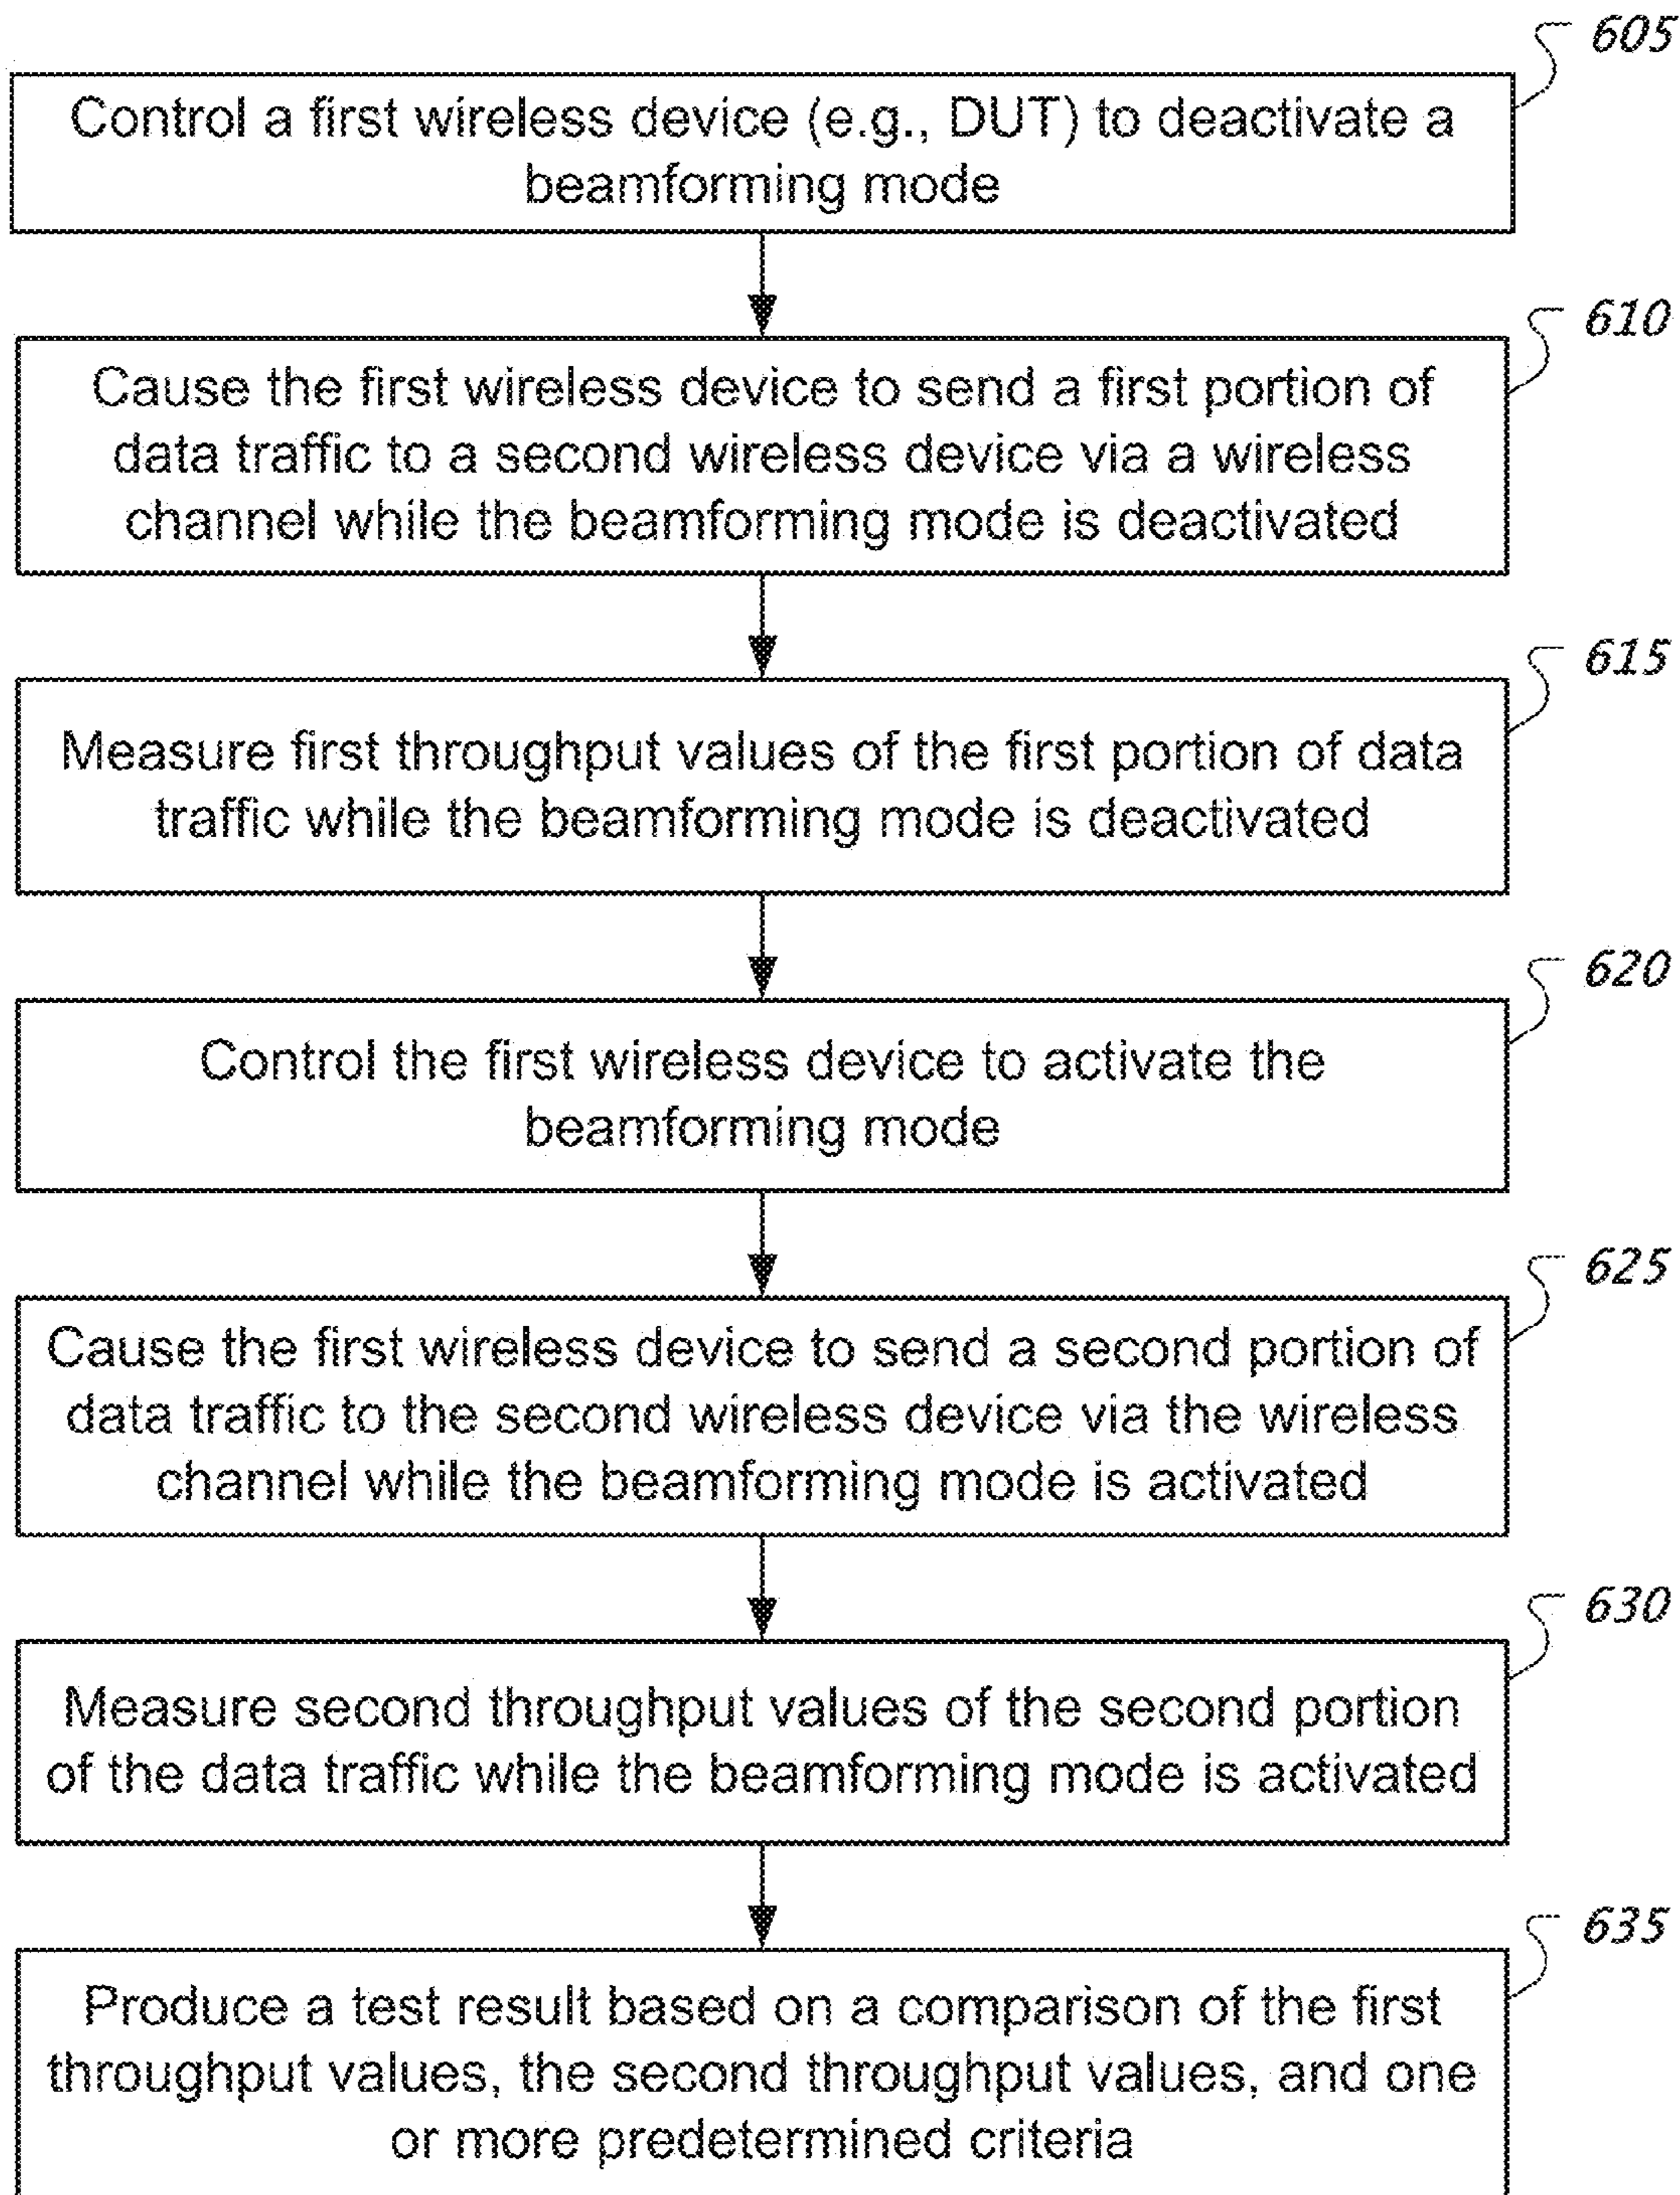 605
Control a first wireless device (e.g., DUT) to deactivate a
beamforming mode
610
Cause the first wireless device to send a first portion of
data traffic to a second wireless device via a wireless
channel while the beamforming mode is deactivated
615
Measure first throughput values of the first portion of data
traffic while the beamforming mode is deactivated
620
Control the first wireless device to activate the
beamforming mode
625
Cause the first wireless device to send a second portion of
data traffic to the second wireless device via the wireless
channel while the beamforming mode is activated
630
Measure second throughput values of the second portion
of the data traffic while the beamforming mode is activated
635
Produce a test result based on a comparison of the first
throughput values, the second throughput values, and one
or more predetermined criteria